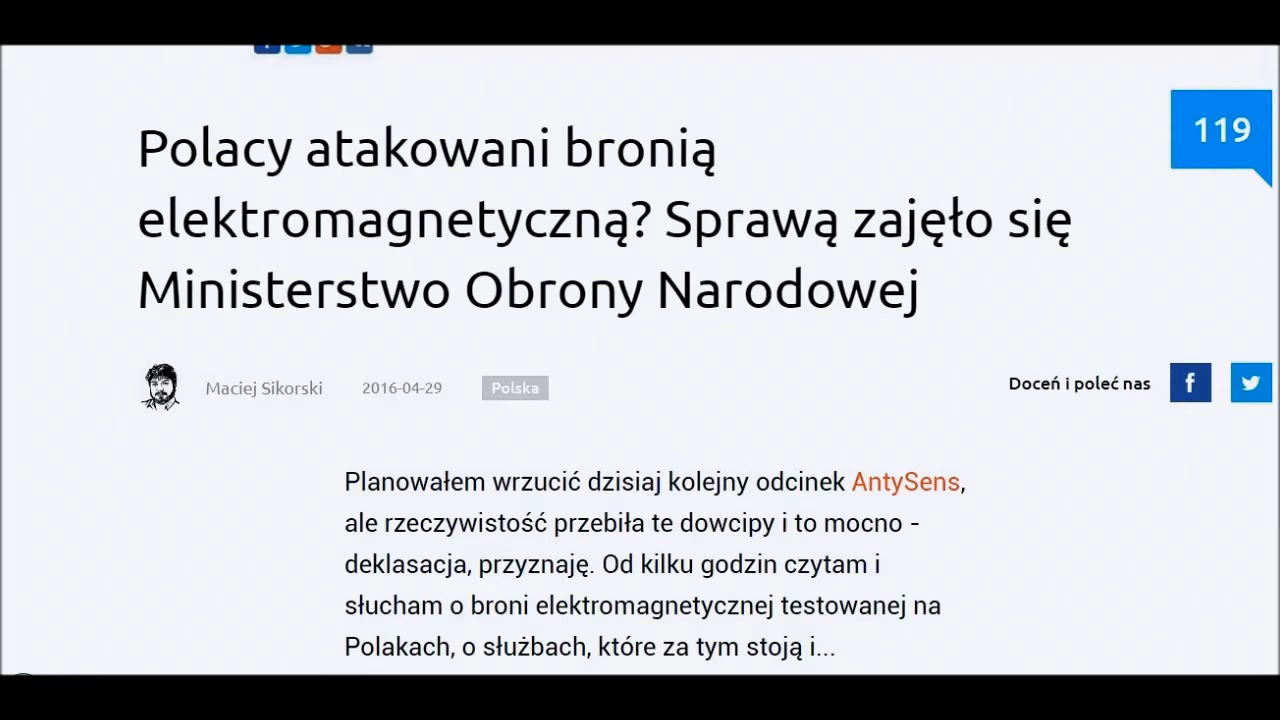 Polacy atakowani bronią
elektromagnetyczną? Sprawą zajęło się
Ministerstwo Obrony Narodowej
119
Maciej Sikorski 2016-04-29 Polska
Doceń i poleć nas f
Planowałem wrzucić dzisiaj kolejny odcinek AntySens,
ale rzeczywistość przebiła te dowcipy i to mocno -
deklasacja, przyznaję. Od kilku godzin czytam i
słucham o broni elektromagnetycznej testowanej na
Polakach, o służbach, które za tym stoją i...